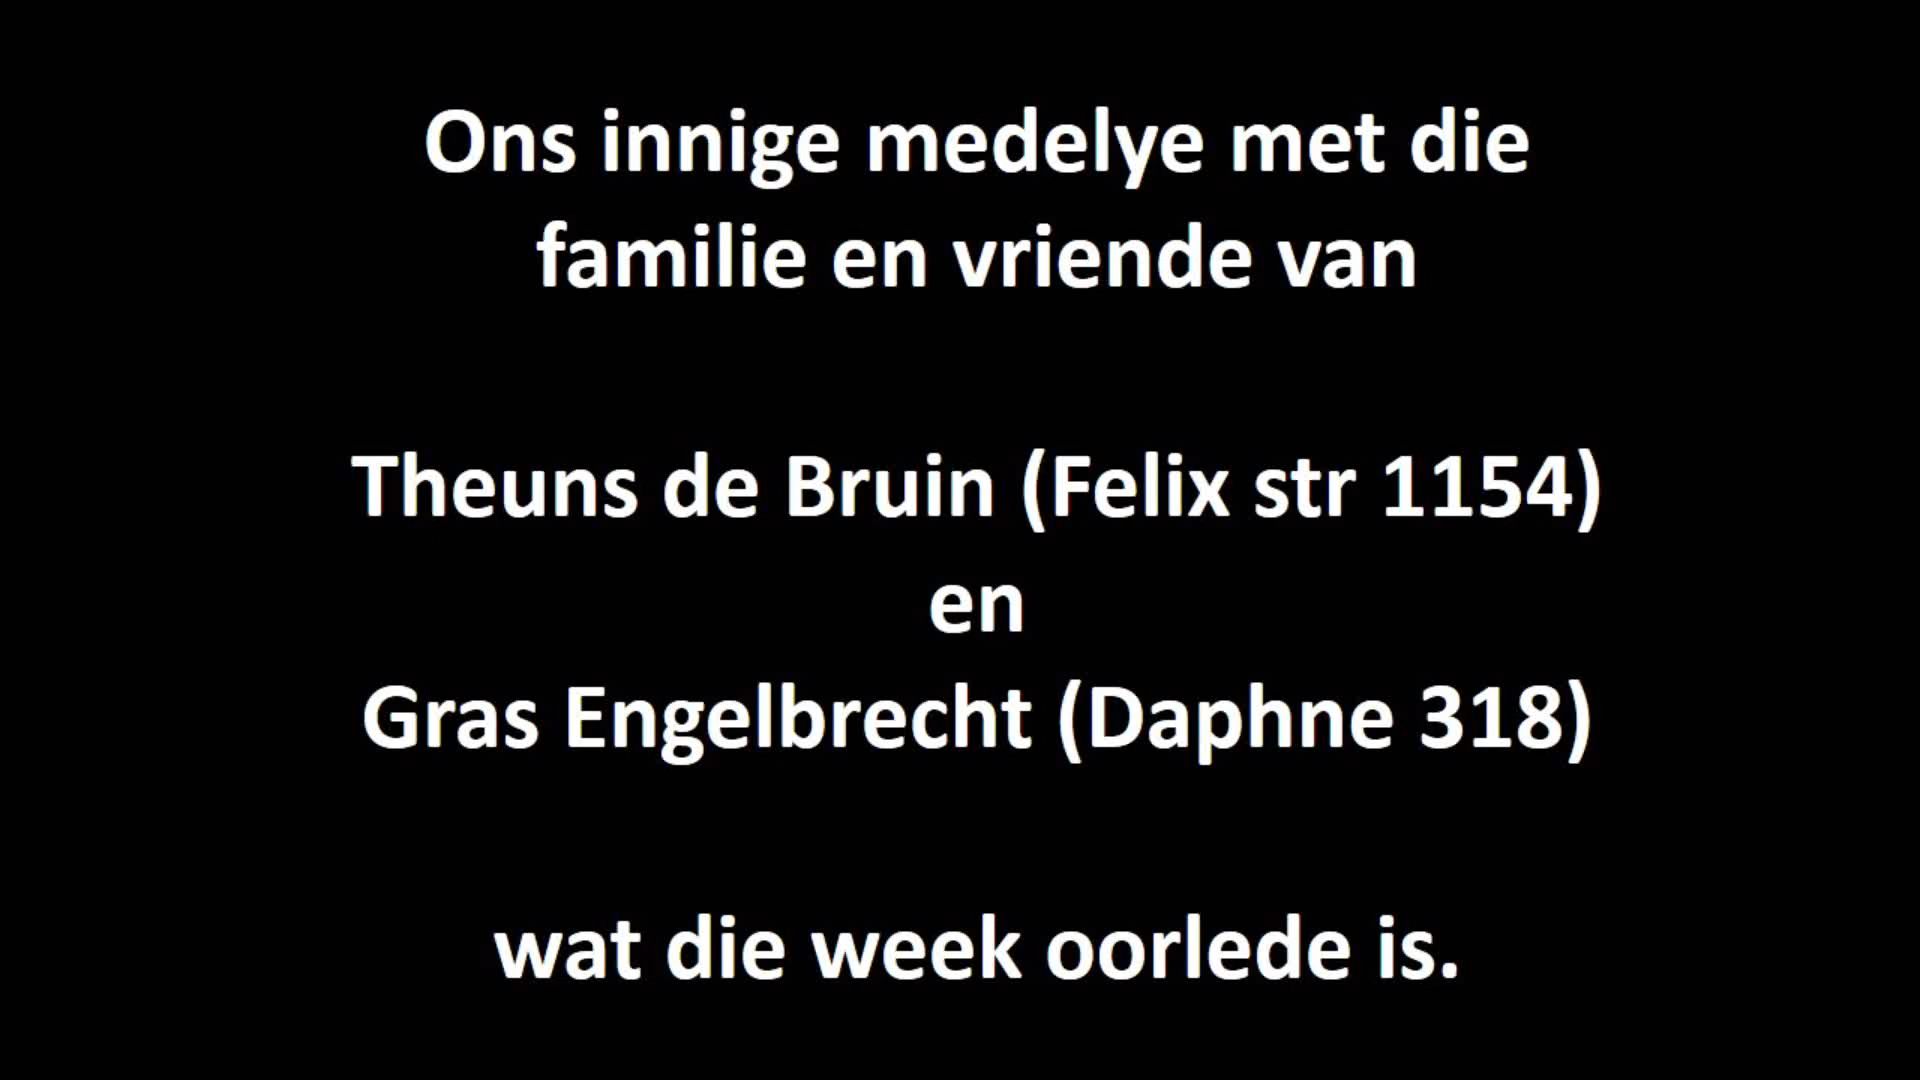 Ons innige medelye met die
familie en vriende van
Theuns de Bruin (Felix str 1154)
en
Gras Engelbrecht (Daphne 318)
wat die week oorlede is.